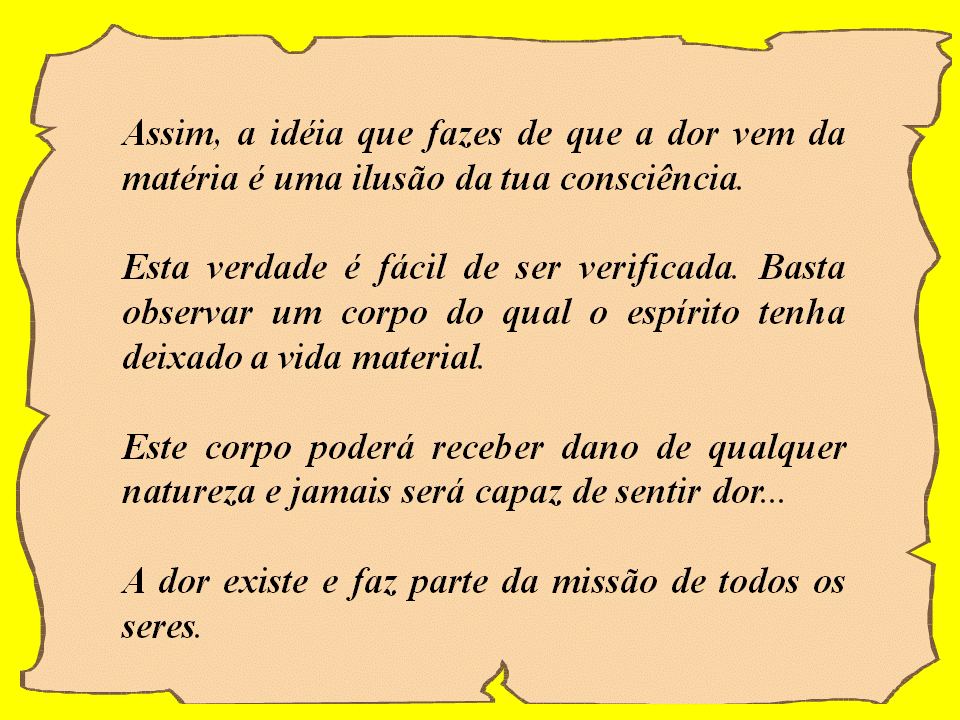 Assim, a idéia que fazes de que a dor vem da
matéria é uma ilusão da tua consciência.
Esta verdade é fácil de ser verificada. Basta
observar um corpo do qual o espírito tenha
deixado a vida material.
Este corpo poderá receber dano de qualquer
natureza e jamais será capaz de sentir dor...
A dor existe e faz parte da missão de todos os
seres.